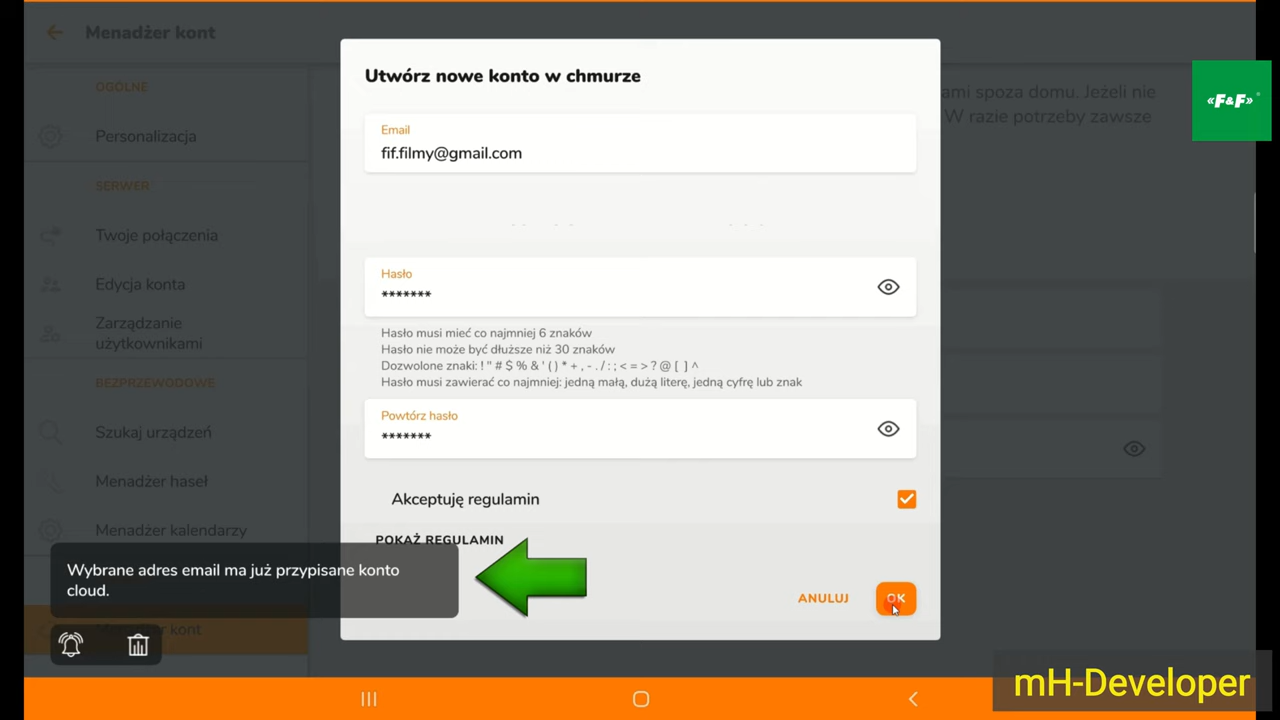 Menadżer kont
OGÓLNE
Personalizacja
SERWER
Twoje połączenia
Edycja konta
Zarządzanie
użytkownikami
BEZPRZEWODOWE
Szukaj urządzeń
Menadżer haseł
Menadżer kalendarzy
Menadżer kont
ami spoza domu. Jeżeli nie
W razie potrzeby zawsze
«F&F»®
Utwórz nowe konto w chmurze
Email
fif.filmy@gmail.com
Hasło
*******
Hasło musi mieć co najmniej 6 znaków
Hasło nie może być dłuższe niż 30 znaków
Dozwolone znaki: ! " # $ % & ' ( ) * + , - . / : ; < = > ? @ [ ] ^
Hasło musi zawierać co najmniej: jedną małą, dużą literę, jedną cyfrę lub znak
Powtórz hasło
*******
Akceptuję regulamin
POKAŻ REGULAMIN
ANULUJ
OK
Wybrane adres email ma już przypisane konto
cloud.
mH-Developer